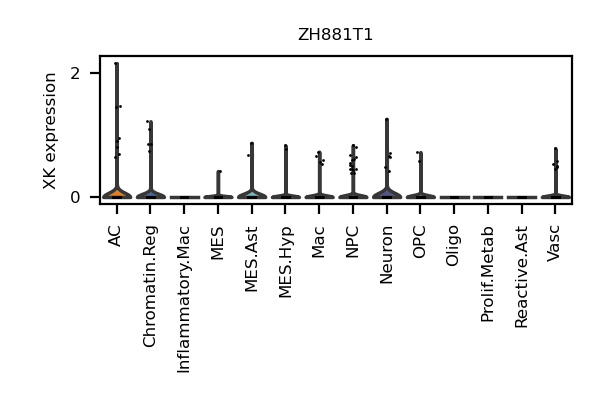 ZH881T1
XK expression
2
0
AC
Chromatin.Reg
Inflammatory.Mac
MES
MES.Ast
MES.Hyp
Mac
NPC
Neuron
OPC
Oligo
Prolif.Metab
Reactive.Ast
Vasc